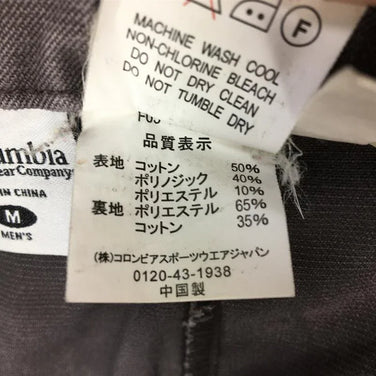 F
MACHINE WASH COOL
NON-CHLORINE BLEACH
DO NOT DRY CLEAN
DO NOT TUMBLE DRY
品質表示
表地 コットン 50%
ポリノジック 40%
ポリエステル 10%
裏地 ポリエステル 65%
コットン 35%
(株)コロンビアスポーツウエアジャパン
0120-43-1938
中国製
umbia
ear Company
IN CHINA
M
MEN'S